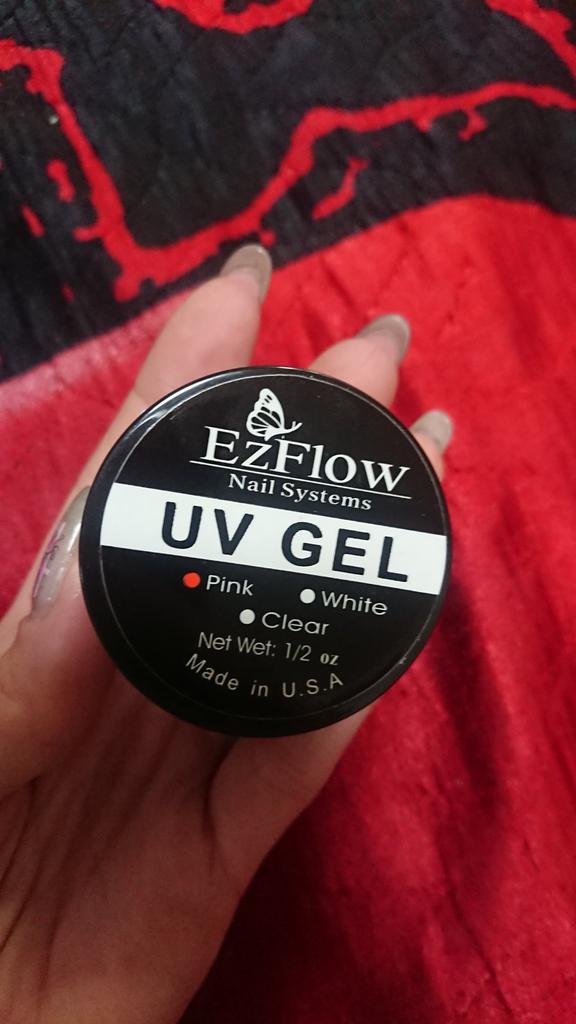 EzFlow
Nail Systems
UV GEL
Pink White
Clear
Net Wet: 1/2 oz
Made in U.S.A